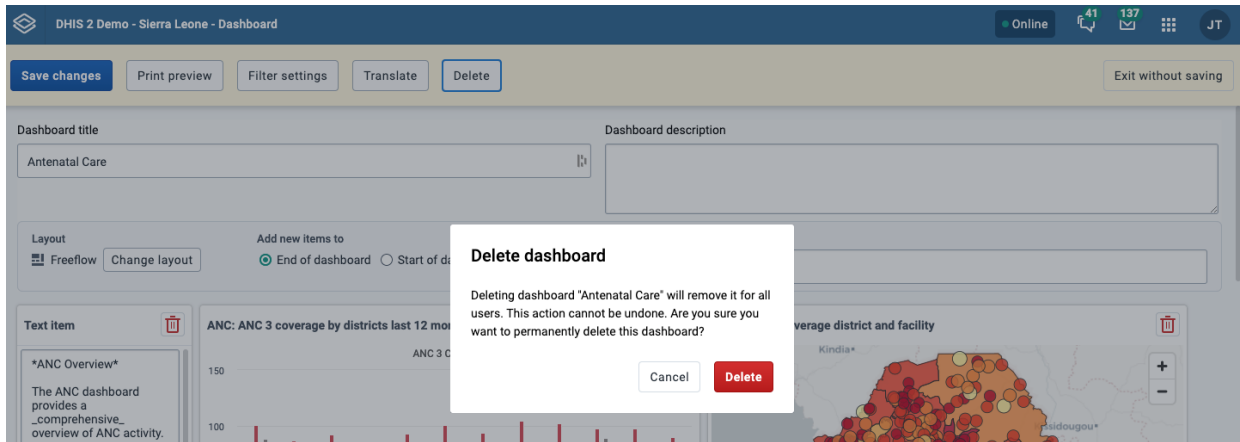 DHIS 2 Demo - Sierra Leone - Dashboard
Online
41
137
JT
Save changes
Print preview
Filter settings
Translate
Delete
Exit without saving
Dashboard title
Dashboard description
Antenatal Care
Layout
Add new items to
Freeflow
Change layout
End of dashboard
Start of da
Delete dashboard
Deleting dashboard "Antenatal Care" will remove it for all
users. This action cannot be undone. Are you sure you
want to permanently delete this dashboard?
Cancel
Delete
Text item
*ANC Overview*
The ANC dashboard
provides a
_comprehensive_
overview of ANC activity.
ANC: ANC 3 coverage by districts last 12 mo
ANC 3 C
150
100
verage district and facility
Kindia
+
−
ssidougou